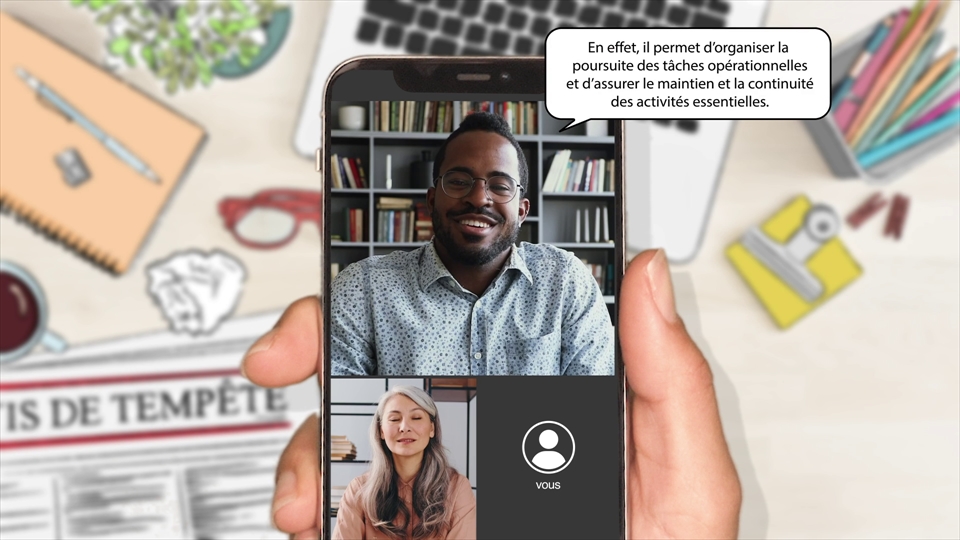 En effet, il permet d’organiser la
poursuite des tâches opérationnelles
et d’assurer le maintien et la continuité
des activités essentielles.
IS DE TEMPÊTE
vous